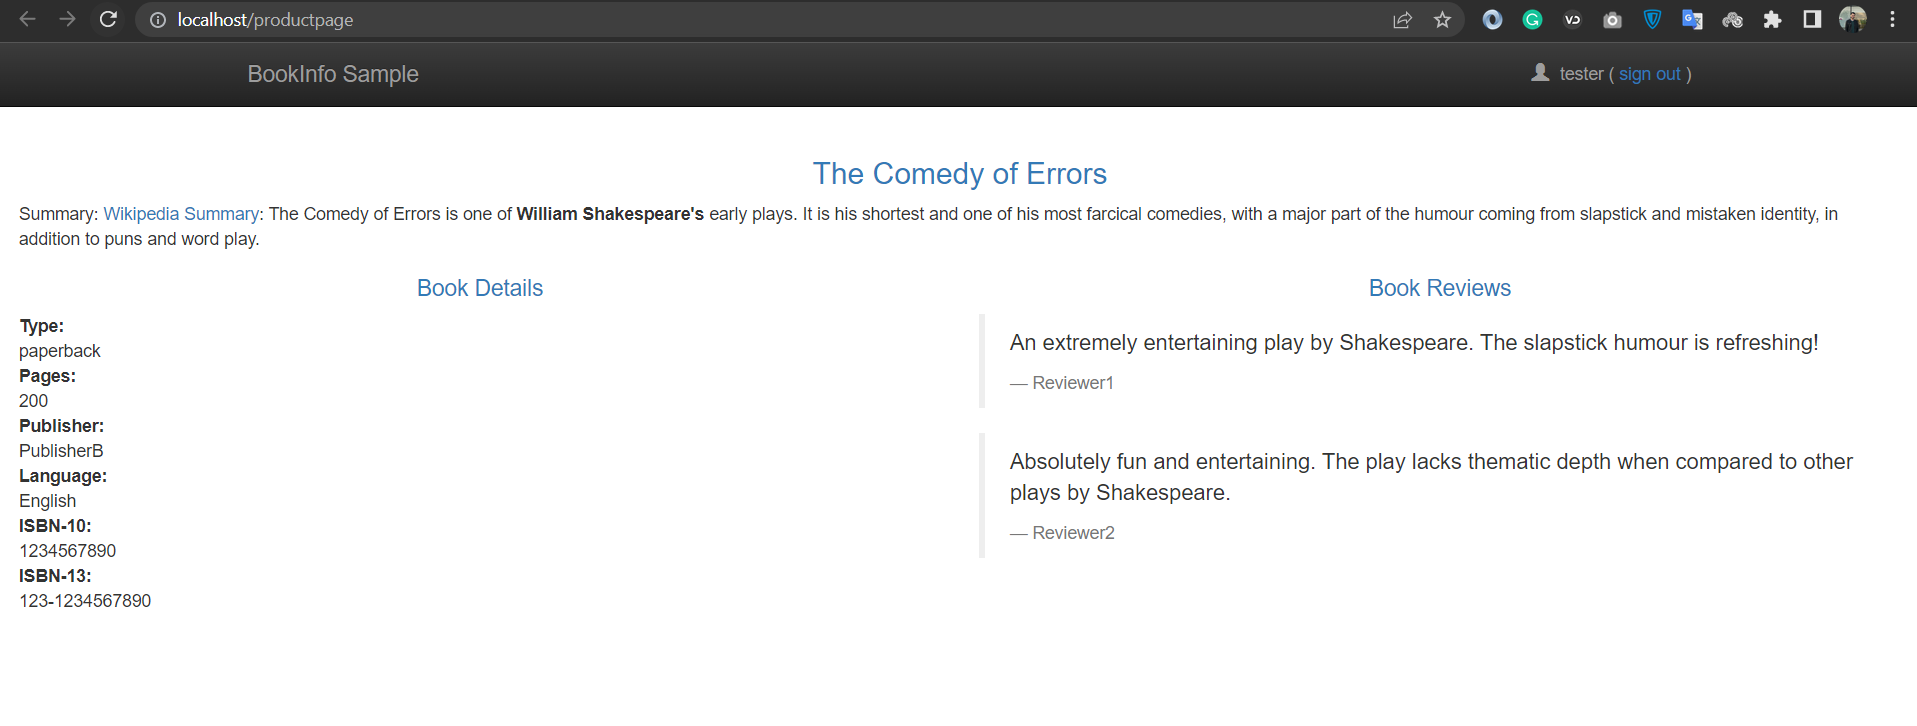 localhost/productpage
BookInfo Sample
tester ( sign out )
The Comedy of Errors
Summary: Wikipedia Summary: The Comedy of Errors is one of William Shakespeare's early plays. It is his shortest and one of his most farcical comedies, with a major part of the humour coming from slapstick and mistaken identity, in
addition to puns and word play.
Book Details
Type:
paperback
Pages:
200
Publisher:
PublisherB
Language:
English
ISBN-10:
1234567890
ISBN-13:
123-1234567890
Book Reviews
An extremely entertaining play by Shakespeare. The slapstick humour is refreshing!
— Reviewer1
Absolutely fun and entertaining. The play lacks thematic depth when compared to other
plays by Shakespeare.
— Reviewer2